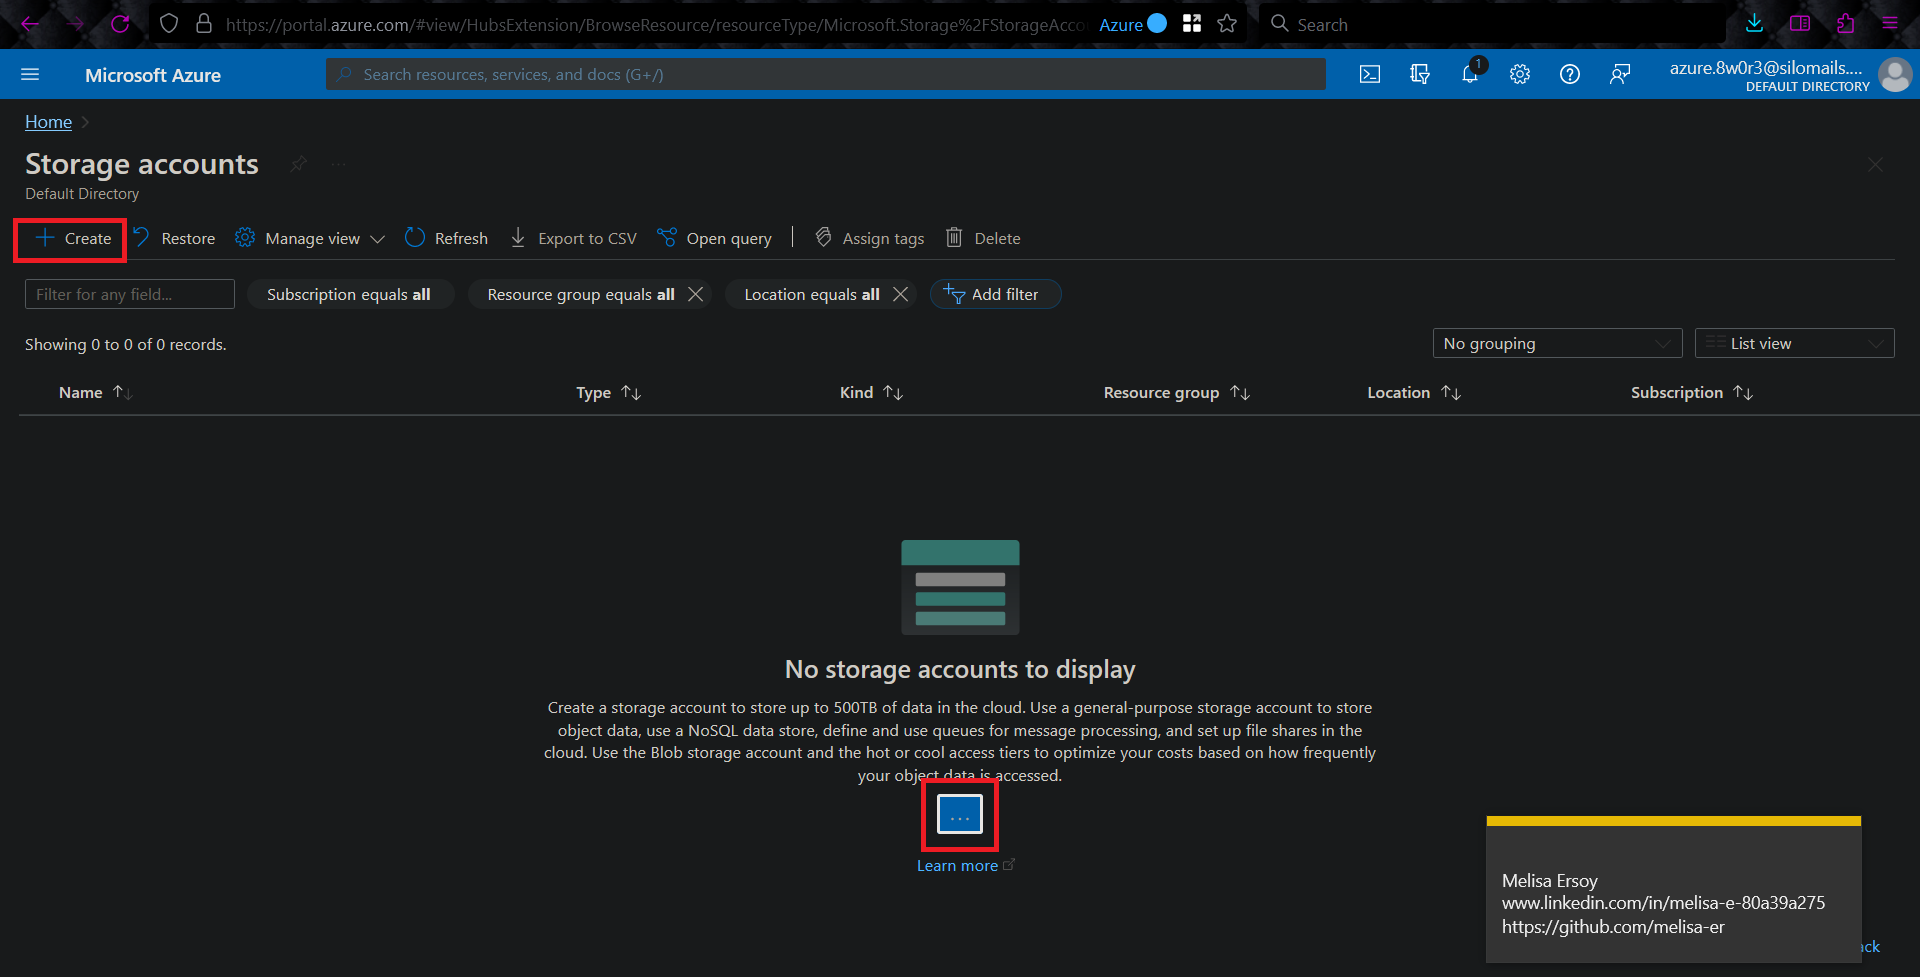 https://portal.azure.com/#view/HubsExtension/BrowseResource/resourceType/Microsoft.Storage%2FStorageAcco
Azure
Search
Microsoft Azure
Search resources, services, and docs (G+/)
1
azure.8w0r3@silomails....
DEFAULT DIRECTORY
Home
Storage accounts
...
Default Directory
Create
Restore
Manage view
Refresh
Export to CSV
Open query
Assign tags
Delete
Filter for any field...
Subscription equals all
Resource group equals all
Location equals all
Add filter
Showing 0 to 0 of 0 records.
No grouping
List view
Name
Type
Kind
Resource group
Location
Subscription
No storage accounts to display
Create a storage account to store up to 500TB of data in the cloud. Use a general-purpose storage account to store
object data, use a NoSQL data store, define and use queues for message processing, and set up file shares in the
cloud. Use the Blob storage account and the hot or cool access tiers to optimize your costs based on how frequently
your object data is accessed.
...
Learn more
Melisa Ersoy
www.linkedin.com/in/melisa-e-80a39a275
https://github.com/melisa-er